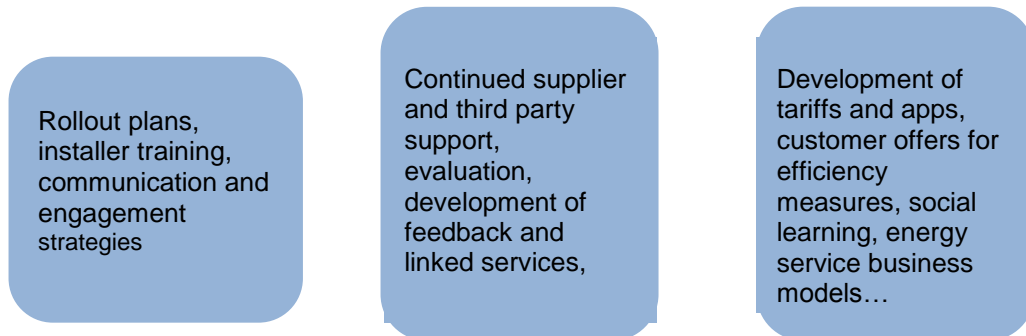 Rollout plans,
installer training,
communication and
engagement
strategies
Continued supplier
and third party
support,
evaluation,
development of
feedback and
linked services,
Development of
tariffs and apps,
customer offers for
efficiency
measures, social
learning, energy
service business
models…